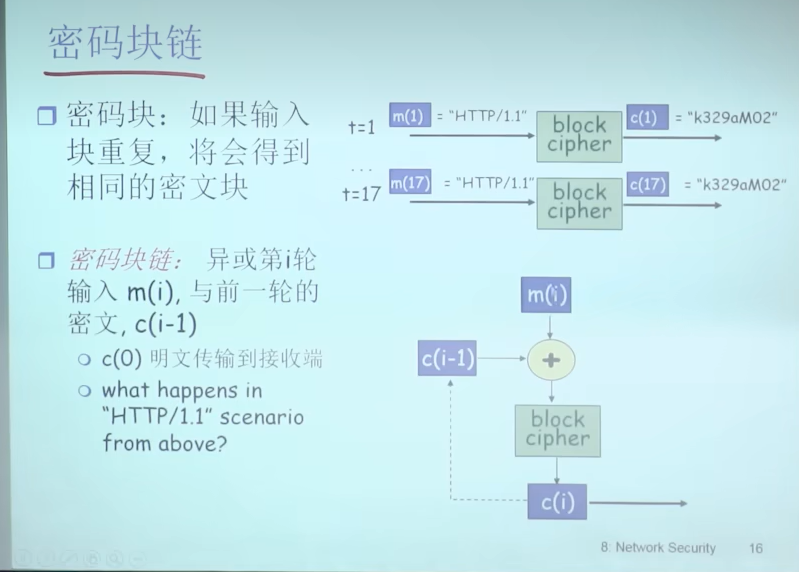 密码块链
密码块：如果输入
块重复，将会得到
相同的密文块
密码块链：异或第i轮
输入 m(i), 与前一轮的
密文, c(i-1)
c(0) 明文传输到接收端
what happens in
“HTTP/1.1” scenario
from above?
t=1
m(1) = “HTTP/1.1”
block
cipher
c(1) = “k329aM02”
...
t=17
m(17) = “HTTP/1.1”
block
cipher
c(17) = “k329aM02”
m(i)
c(i-1)
+
block
cipher
c(i)
8: Network Security 16